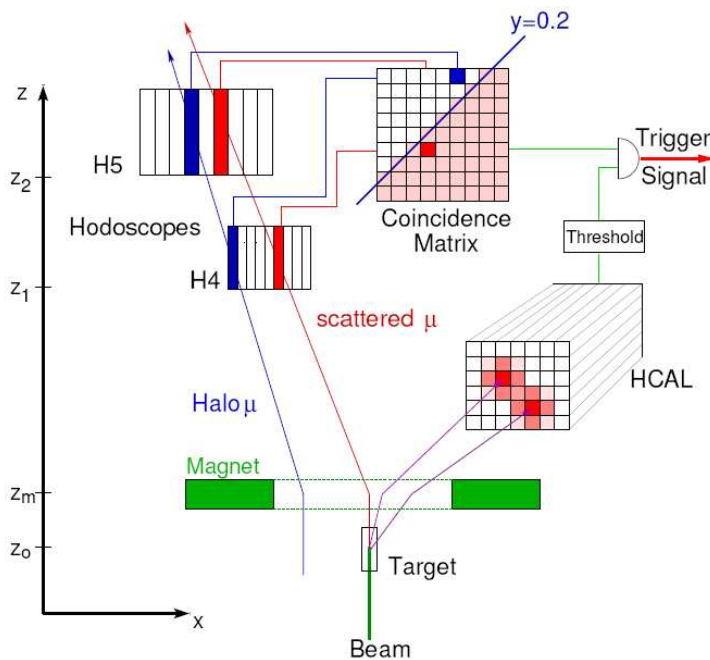 y=0.2
z
H5
Trigger
Signal
z2
Coincidence
Matrix
Hodoscopes
Threshold
H4
z1
scattered μ
HCAL
Halo μ
Magnet
zm
zo
Target
x
Beam